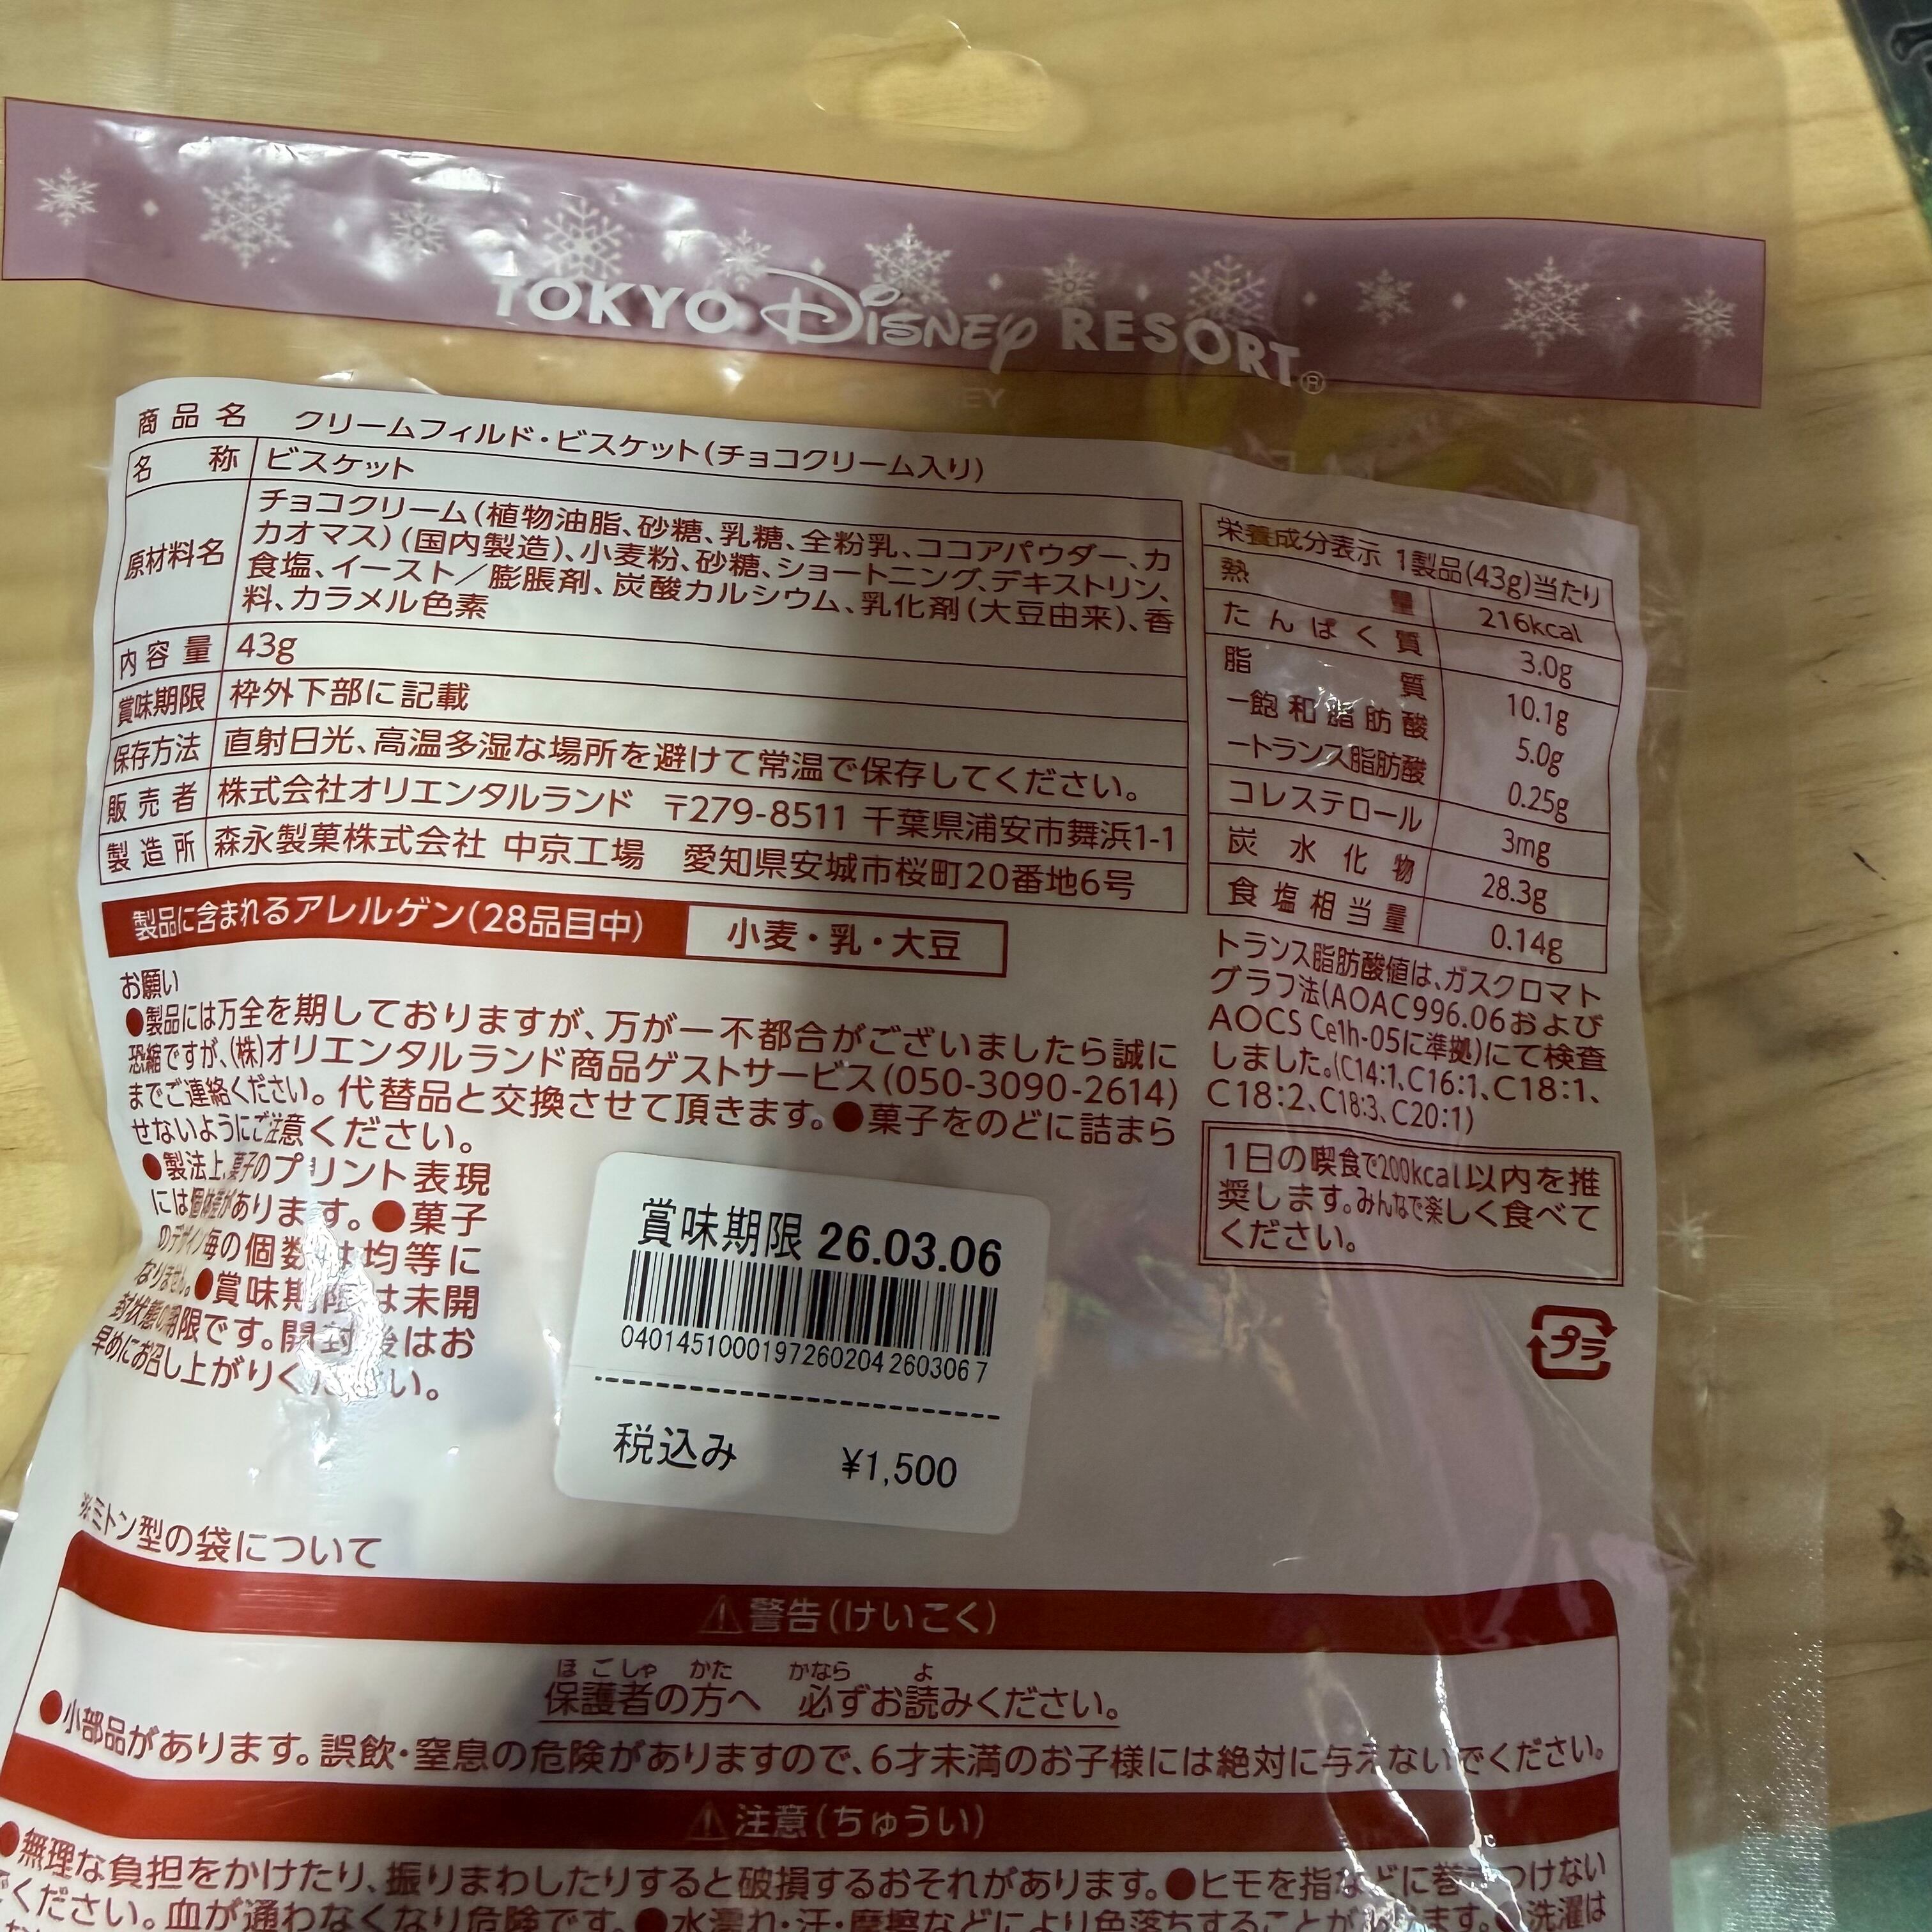 TOKYO DISNEY RESORT®
商品名 クリームフィルド・ビスケット(チョコクリーム入り)
名称 ビスケット
原材料名
チョコクリーム(植物油脂、砂糖、乳糖、全粉乳、ココアパウダー、カ
カオマス)(国内製造)、小麦粉、砂糖、ショートニング、デキストリン、
食塩、イースト/膨脹剤、炭酸カルシウム、乳化剤(大豆由来)、香
料、カラメル色素
内容量 43g
賞味期限 枠外下部に記載
保存方法 直射日光、高温多湿な場所を避けて常温で保存してください。
販売者 株式会社オリエンタルランド 〒279-8511 千葉県浦安市舞浜1-1
製造所 森永製菓株式会社 中京工場 愛知県安城市桜町20番地6号
製品に含まれるアレルゲン(28品目中) 小麦・乳・大豆
お願い
●製品には万全を期しておりますが、万が一不都合がございましたら誠に
恐縮ですが、(株)オリエンタルランド商品ゲストサービス(050-3090-2614)
までご連絡ください。代替品と交換させて頂きます。●菓子をのどに詰まら
せないようにご注意ください。
●製法上、菓子のプリント表現
には個体差があります。●菓子
のデザイン毎の個数は均等に
なりません。●賞味期限は未開
封状態の期限です。開封後はお
早めにお召し上がりください。
栄養成分表示 1製品(43g)当たり
熱量 216kcal
たんぱく質 3.0g
脂質 10.1g
-飽和脂肪酸 5.0g
-トランス脂肪酸 0.25g
コレステロール 3mg
炭水化物 28.3g
食塩相当量 0.14g
トランス脂肪酸値は、ガスクロマト
グラフ法(AOAC996.06および
AOCS Ce1h-05に準拠)にて検査
しました。(C14:1、C16:1、C18:1、
C18:2、C18:3、C20:1)
1日の喫食で200kcal以内を推
奨します。みんなで楽しく食べて
ください。
プラ
賞味期限 26.03.06
0401451000197260204260306 7
税込み ¥1,500
※ミトン型の袋について
⚠警告(けいこく)
ほごしゃ かた かなら よ
保護者の方へ 必ずお読みください。
●小部品があります。誤飲・窒息の危険がありますので、6才未満のお子様には絶対に与えないでください。
⚠注意(ちゅうい)
●無理な負担をかけたり、振りまわしたりすると破損するおそれがあります。●ヒモを指などに巻きつけない
でください。血が通わなくなり危険です。●水濡れ・汗・摩擦などにより色落ちすることがあります。●洗濯は